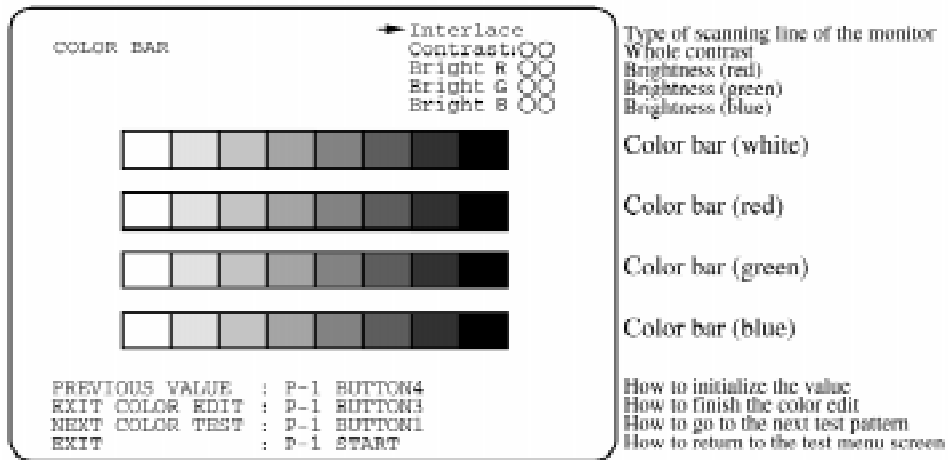 COLOR BAR
Interlace
Contrast:○○
Bright R ○○
Bright G ○○
Bright B ○○
Type of scanning line of the monitor
Whole contrast
Brightness (red)
Brightness (green)
Brightness (blue)
Color bar (white)
Color bar (red)
Color bar (green)
Color bar (blue)
PREVIOUS VALUE : P-1 BUTTON4
EXIT COLOR EDIT : P-1 BUTTON3
NEXT COLOR TEST : P-1 BUTTON1
EXIT : P-1 START
How to initialize the value
How to finish the color edit
How to go to the next test pattern
How to return to the test menu screen